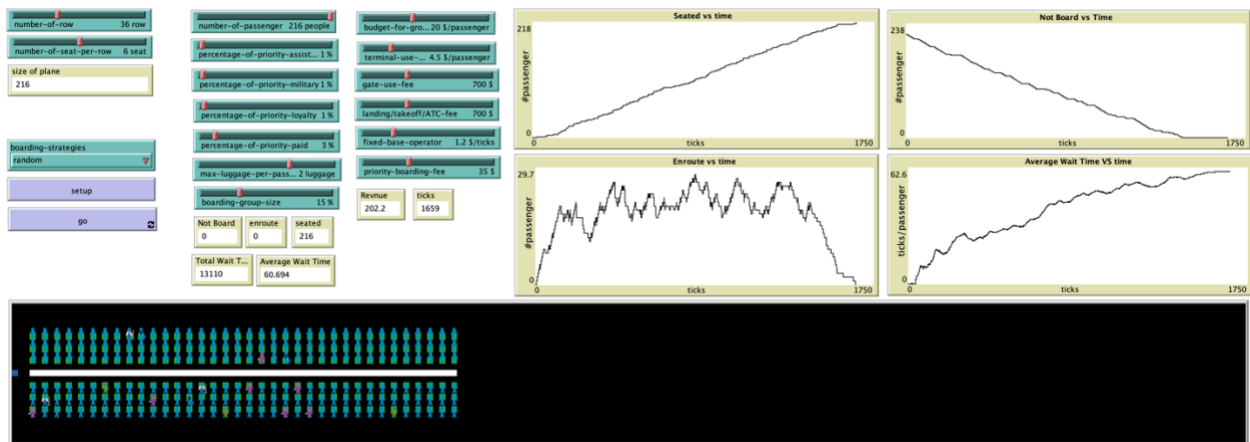 number-of-row 36 row
number-of-seat-per-row 6 seat
size of plane
216
boarding-strategies
random
setup
go
number-of-passenger 216 people
percentage-of-priority-assist... 1 %
percentage-of-priority-military 1 %
percentage-of-priority-loyalty 1 %
percentage-of-priority-paid 3 %
max-luggage-per-pass... 2 luggage
boarding-group-size 15 %
Not Board
0
enroute
0
seated
216
Total Wait T...
13110
Average Wait Time
60.694
budget-for-gro... 20 $/passenger
terminal-use-... 4.5 $/passenger
gate-use-fee 700 $
landing/takeoff/ATC-fee 700 $
fixed-base-operator 1.2 $/ticks
priority-boarding-fee 35 $
Revnue
202.2
ticks
1659
Seated vs time
218
#passenger
0
0
ticks
1750
Not Board vs Time
238
#passenger
0
0
ticks
1750
Enroute vs time
29.7
#passenger
0
0
ticks
1750
Average Wait Time VS time
62.6
ticks/passenger
0
0
ticks
1750